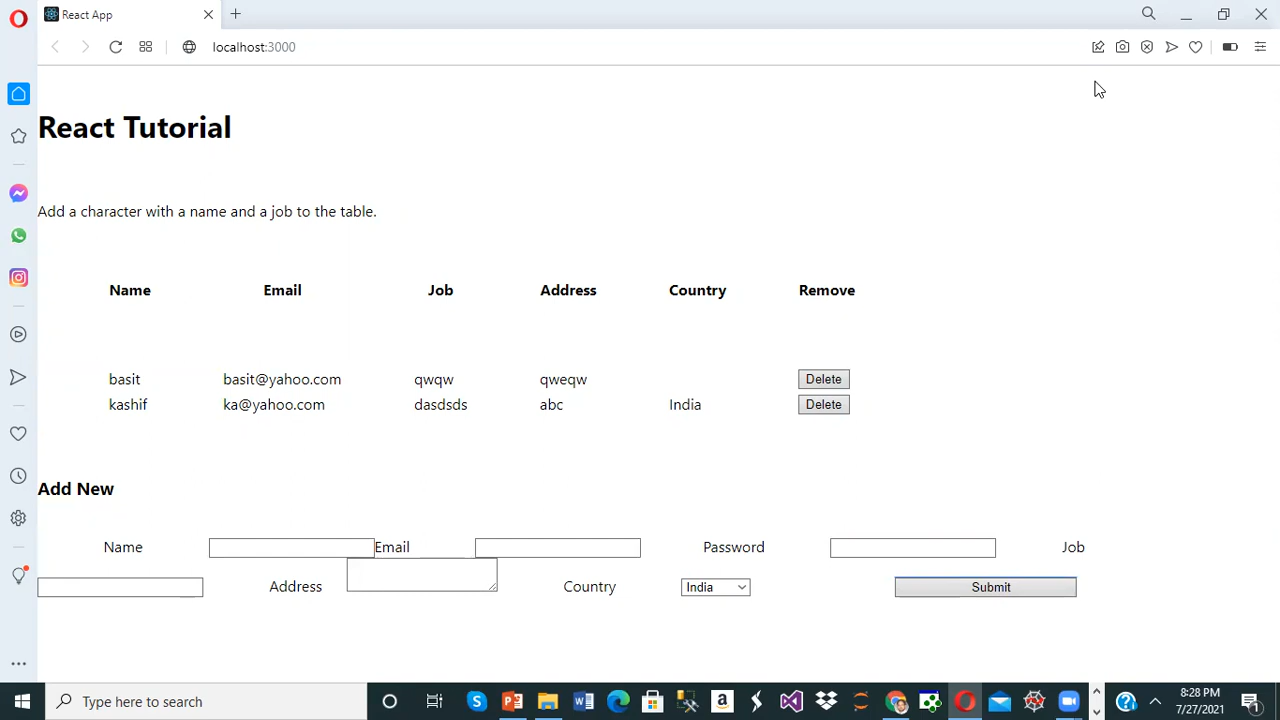 React App
localhost:3000
React Tutorial
Add a character with a name and a job to the table.
Name Email Job Address Country Remove
basit basit@yahoo.com qwqw qweqw Delete
kashif ka@yahoo.com dasdsds abc India Delete
Add New
Name Email Password Job
Address Country India Submit
Type here to search
8:28 PM
7/27/2021